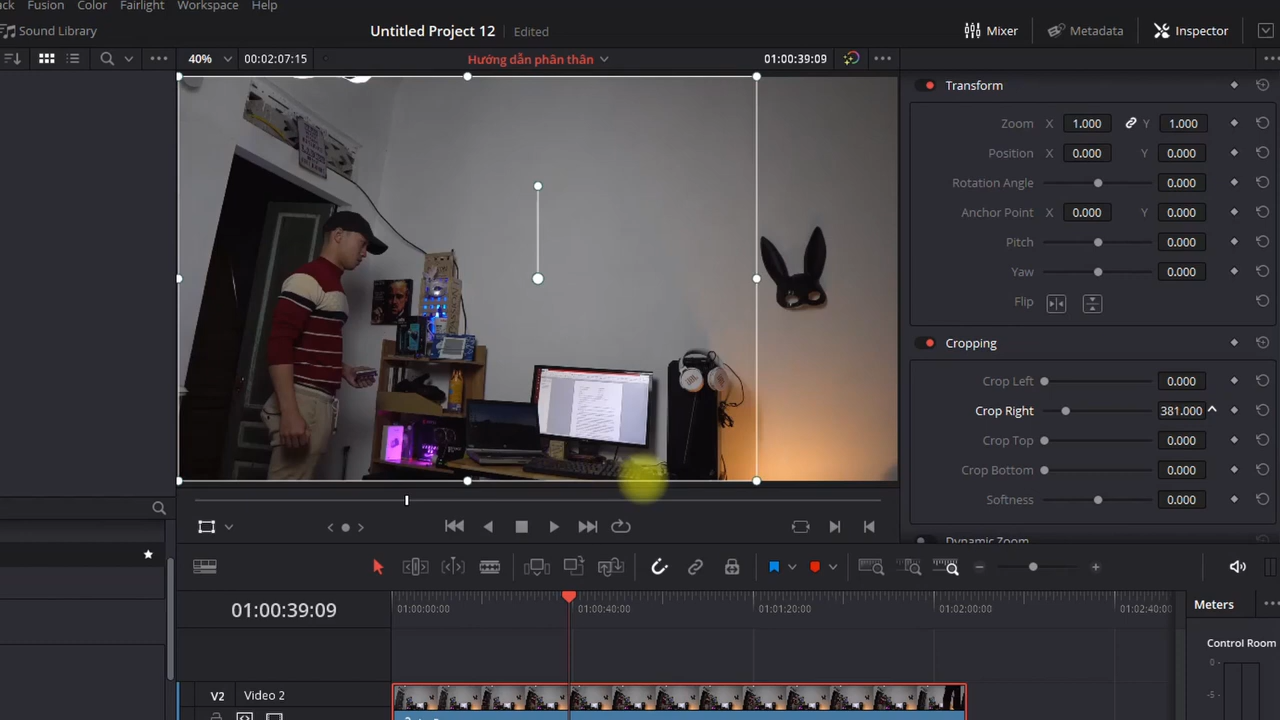 ck Fusion Color Fairlight Workspace Help
Sound Library
Untitled Project 12 Edited
Mixer Metadata Inspector
40% 00:02:07:15 Hướng dẫn phân thân 01:00:39:09
Transform
Zoom X 1.000 Y 1.000
Position X 0.000 Y 0.000
Rotation Angle 0.000
Anchor Point X 0.000 Y 0.000
Pitch 0.000
Yaw 0.000
Flip
Cropping
Crop Left 0.000
Crop Right 381.000
Crop Top 0.000
Crop Bottom 0.000
Softness 0.000
Dynamic Zoom
01:00:39:09
01:00:00:00 01:00:40:00 01:01:20:00 01:02:00:00 01:02:40:00
Meters
Control Room
0
-5
V2 Video 2